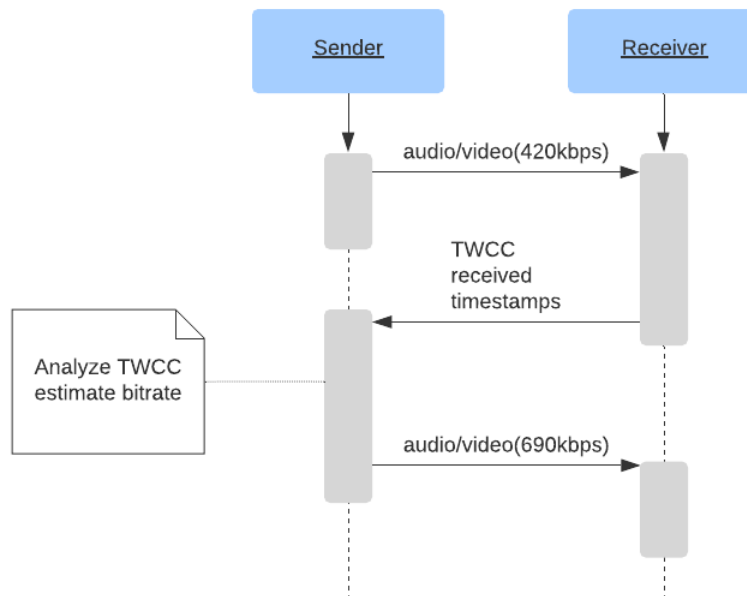 Sender
Receiver
audio/video(420kbps)
TWCC
received
timestamps
Analyze TWCC
estimate bitrate
audio/video(690kbps)